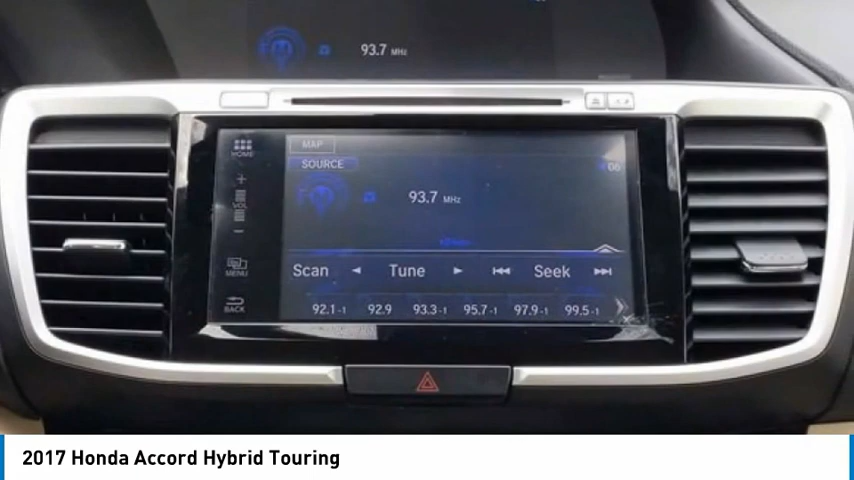 93.7 MHz
MAP
HOME
SOURCE
06
VOL
93.7 MHz
MENU
Scan Tune Seek
BACK
92.1-1 92.9 93.3-1 95.7-1 97.9-1 99.5-1
2017 Honda Accord Hybrid Touring